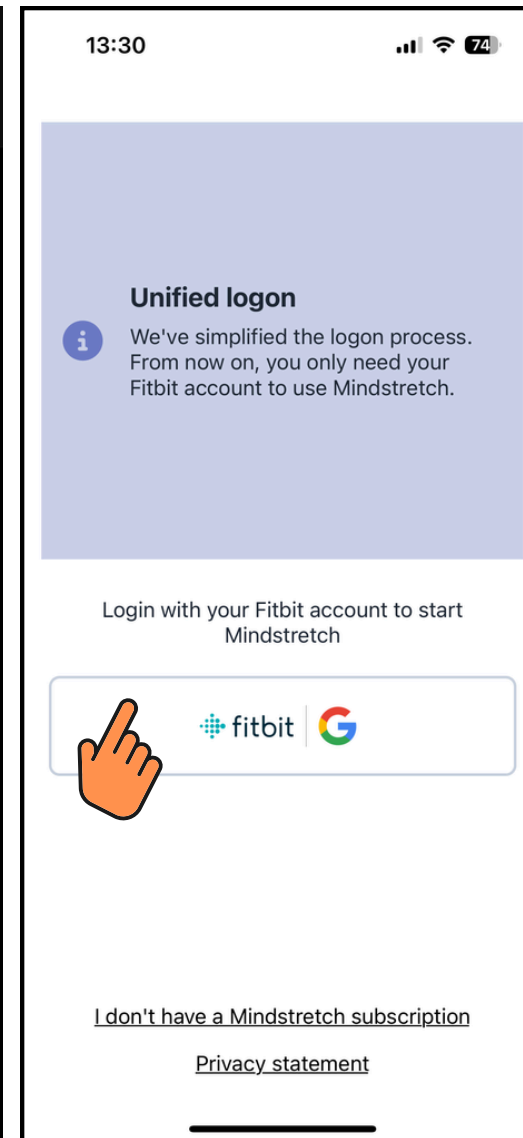 13:30
74
Unified logon
We've simplified the logon process.
From now on, you only need your
Fitbit account to use Mindstretch.
Login with your Fitbit account to start
Mindstretch
fitbit G
I don't have a Mindstretch subscription
Privacy statement